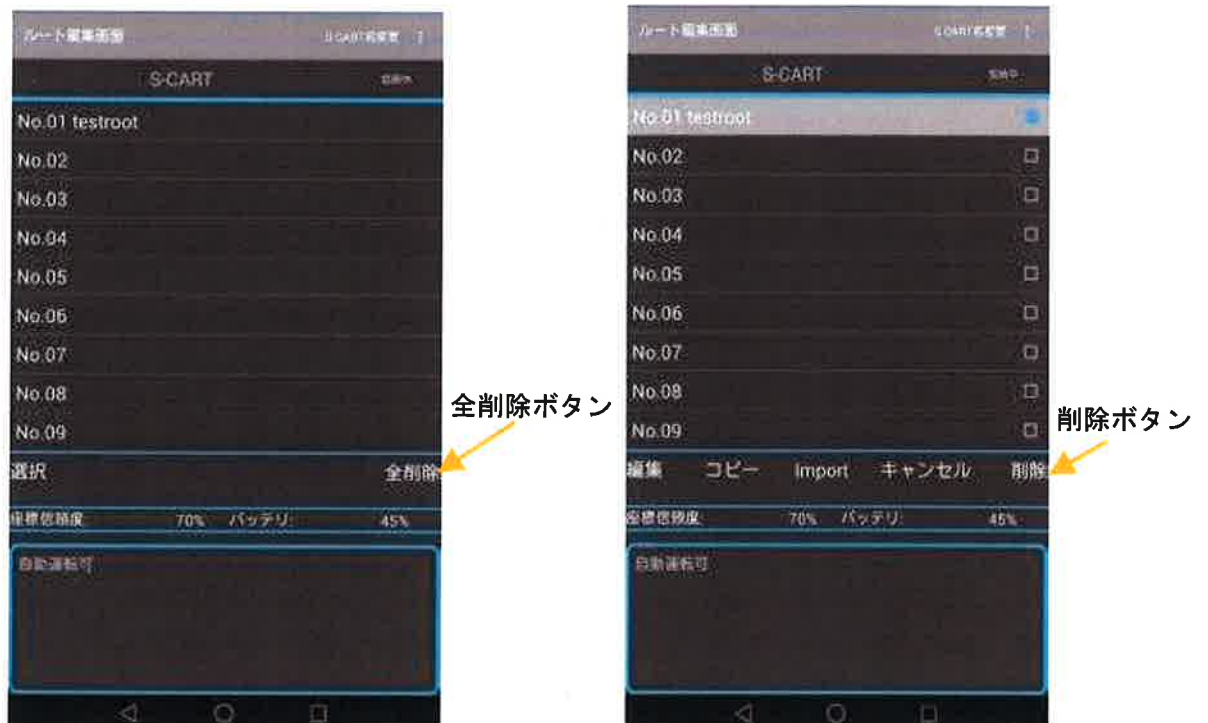 ルート編集画面
S-CART
No.01 testroot
No.02
No.03
No.04
No.05
No.06
No.07
No.08
No.09
選択 全削除
座標信頼度: 70% バッテリ: 45%
自動運転可
全削除ボタン
ルート編集画面
S-CART
No.01 testroot
No.02
No.03
No.04
No.05
No.06
No.07
No.08
No.09
編集 コピー Import キャンセル 削除
座標信頼度: 70% バッテリ: 45%
自動運転可
削除ボタン